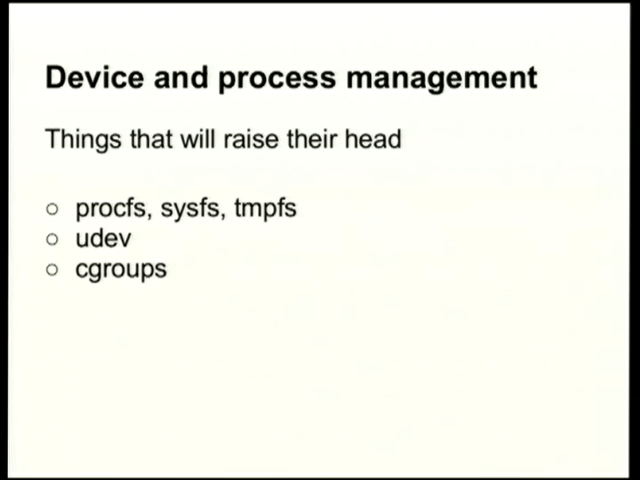 Device and process management
Things that will raise their head
○ procfs, sysfs, tmpfs
○ udev
○ cgroups